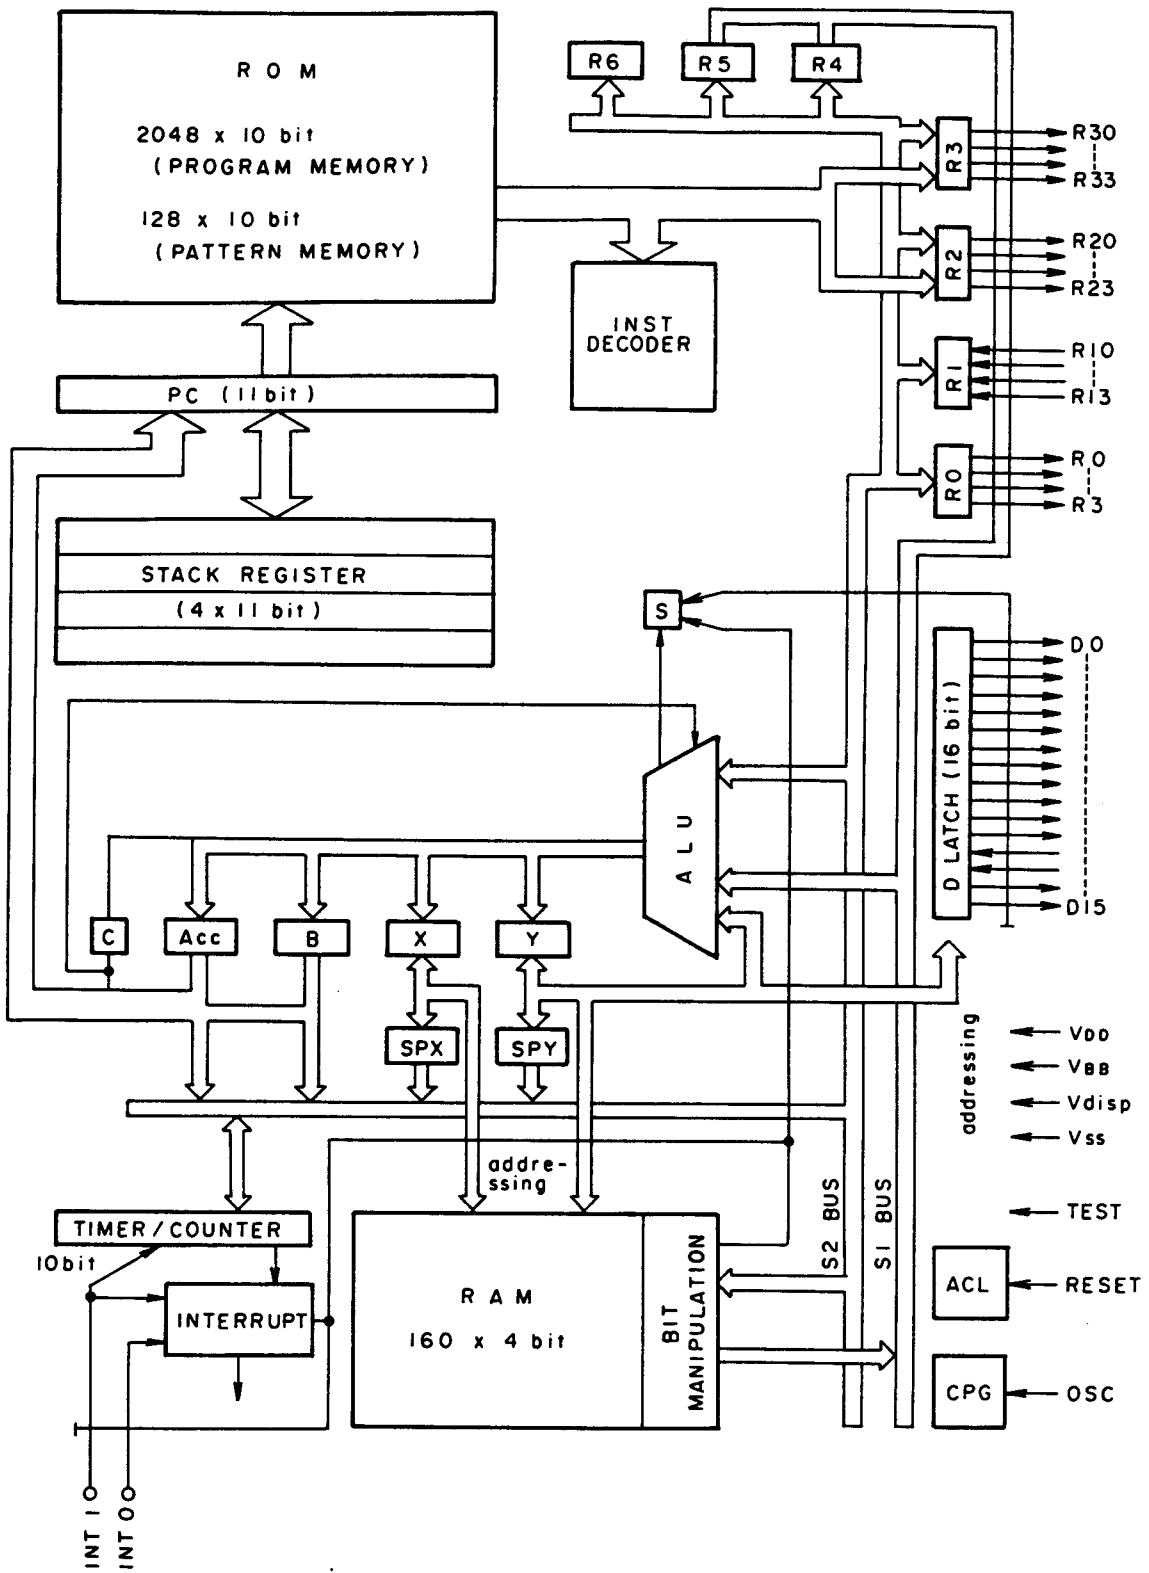 ROM
2048 x 10 bit
(PROGRAM MEMORY)
128 x 10 bit
(PATTERN MEMORY)
R6
R5
R4
R3
R30
R33
R2
R20
R23
INST
DECODER
R1
R10
R13
PC (11bit)
R0
R0
R3
STACK REGISTER
(4 x 11 bit)
S
D LATCH (16 bit)
D0
D15
ALU
C
Acc
B
X
Y
SPX
SPY
addressing
VDD
VBB
Vdisp
Vss
addre-
ssing
S2 BUS
S1 BUS
TEST
TIMER/COUNTER
10bit
INTERRUPT
RAM
160 x 4 bit
BIT
MANIPULATION
ACL
RESET
CPG
OSC
INT 1
INT 0